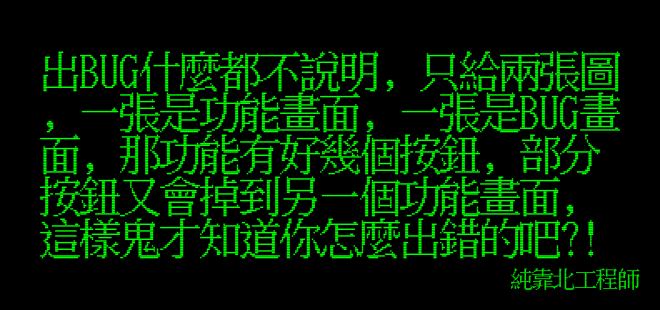 出BUG什麼都不說明, 只給兩張圖
, 一張是功能畫面, 一張是BUG畫
面, 那功能有好幾個按鈕, 部分
按鈕又會掉到另一個功能畫面,
這樣鬼才知道你怎麼出錯的吧?!
純靠北工程師